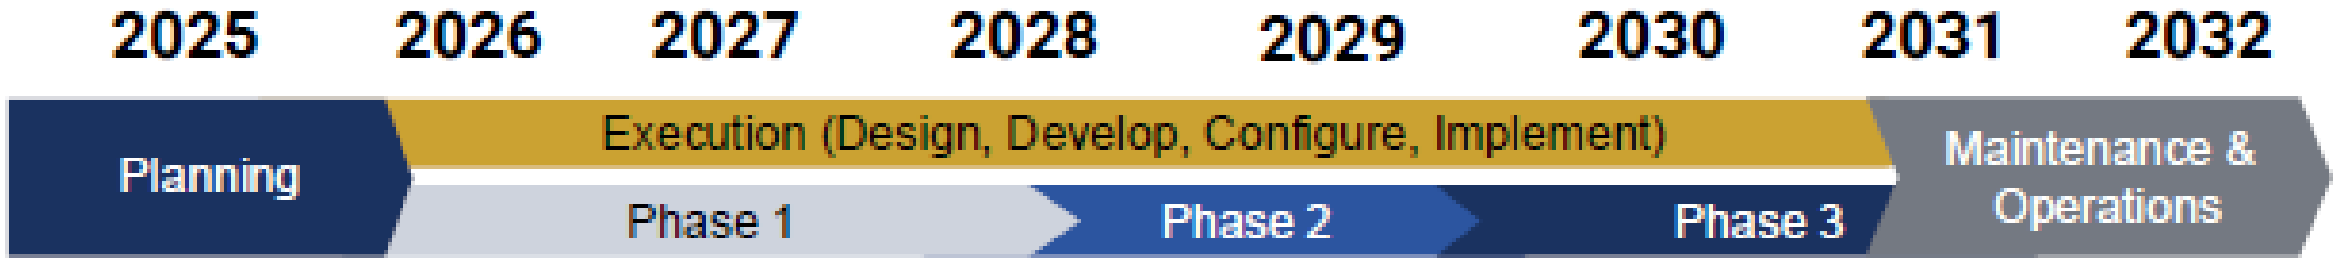 2025 2026 2027 2028 2029 2030 2031 2032
Planning
Execution (Design, Develop, Configure, Implement)
Phase 1 Phase 2 Phase 3
Maintenance &
Operations